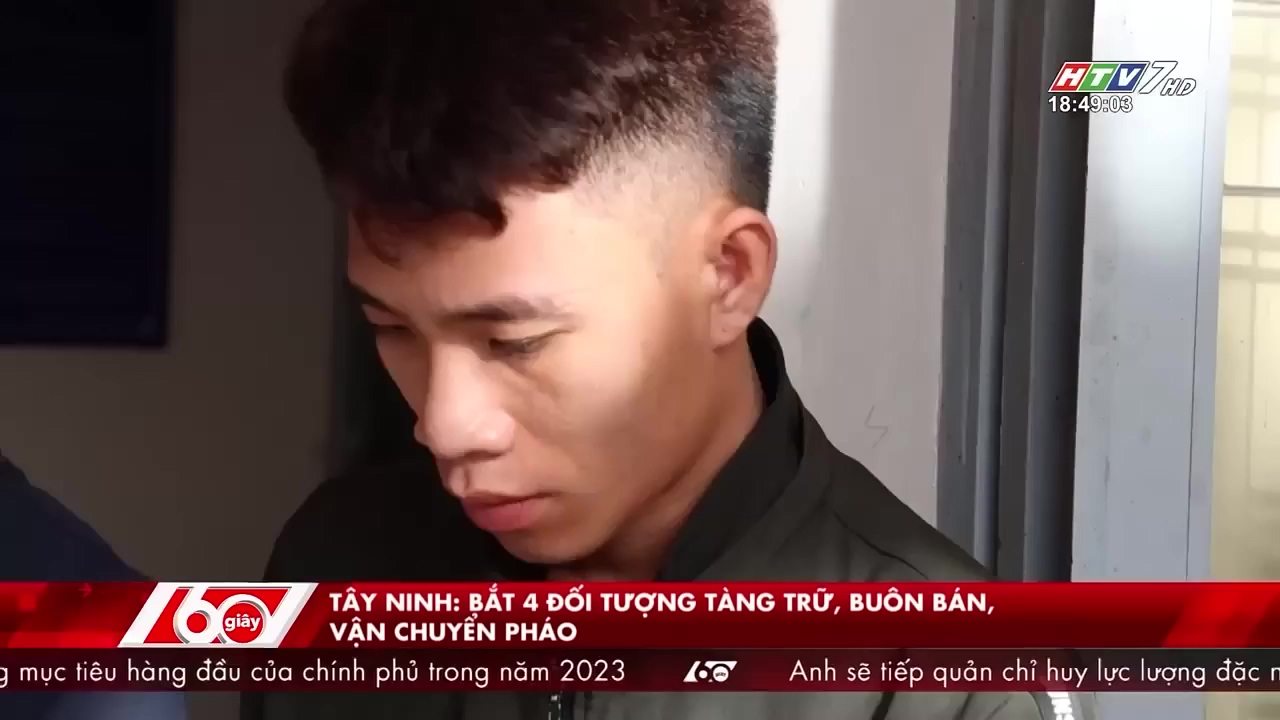 HTV7 HD
18:49:03
60 giây
TÂY NINH: BẮT 4 ĐỐI TƯỢNG TÀNG TRỮ, BUÔN BÁN,
VẬN CHUYỂN PHÁO
mục tiêu hàng đầu của chính phủ trong năm 2023 60 giây Anh sẽ tiếp quản chỉ huy lực lượng đặc